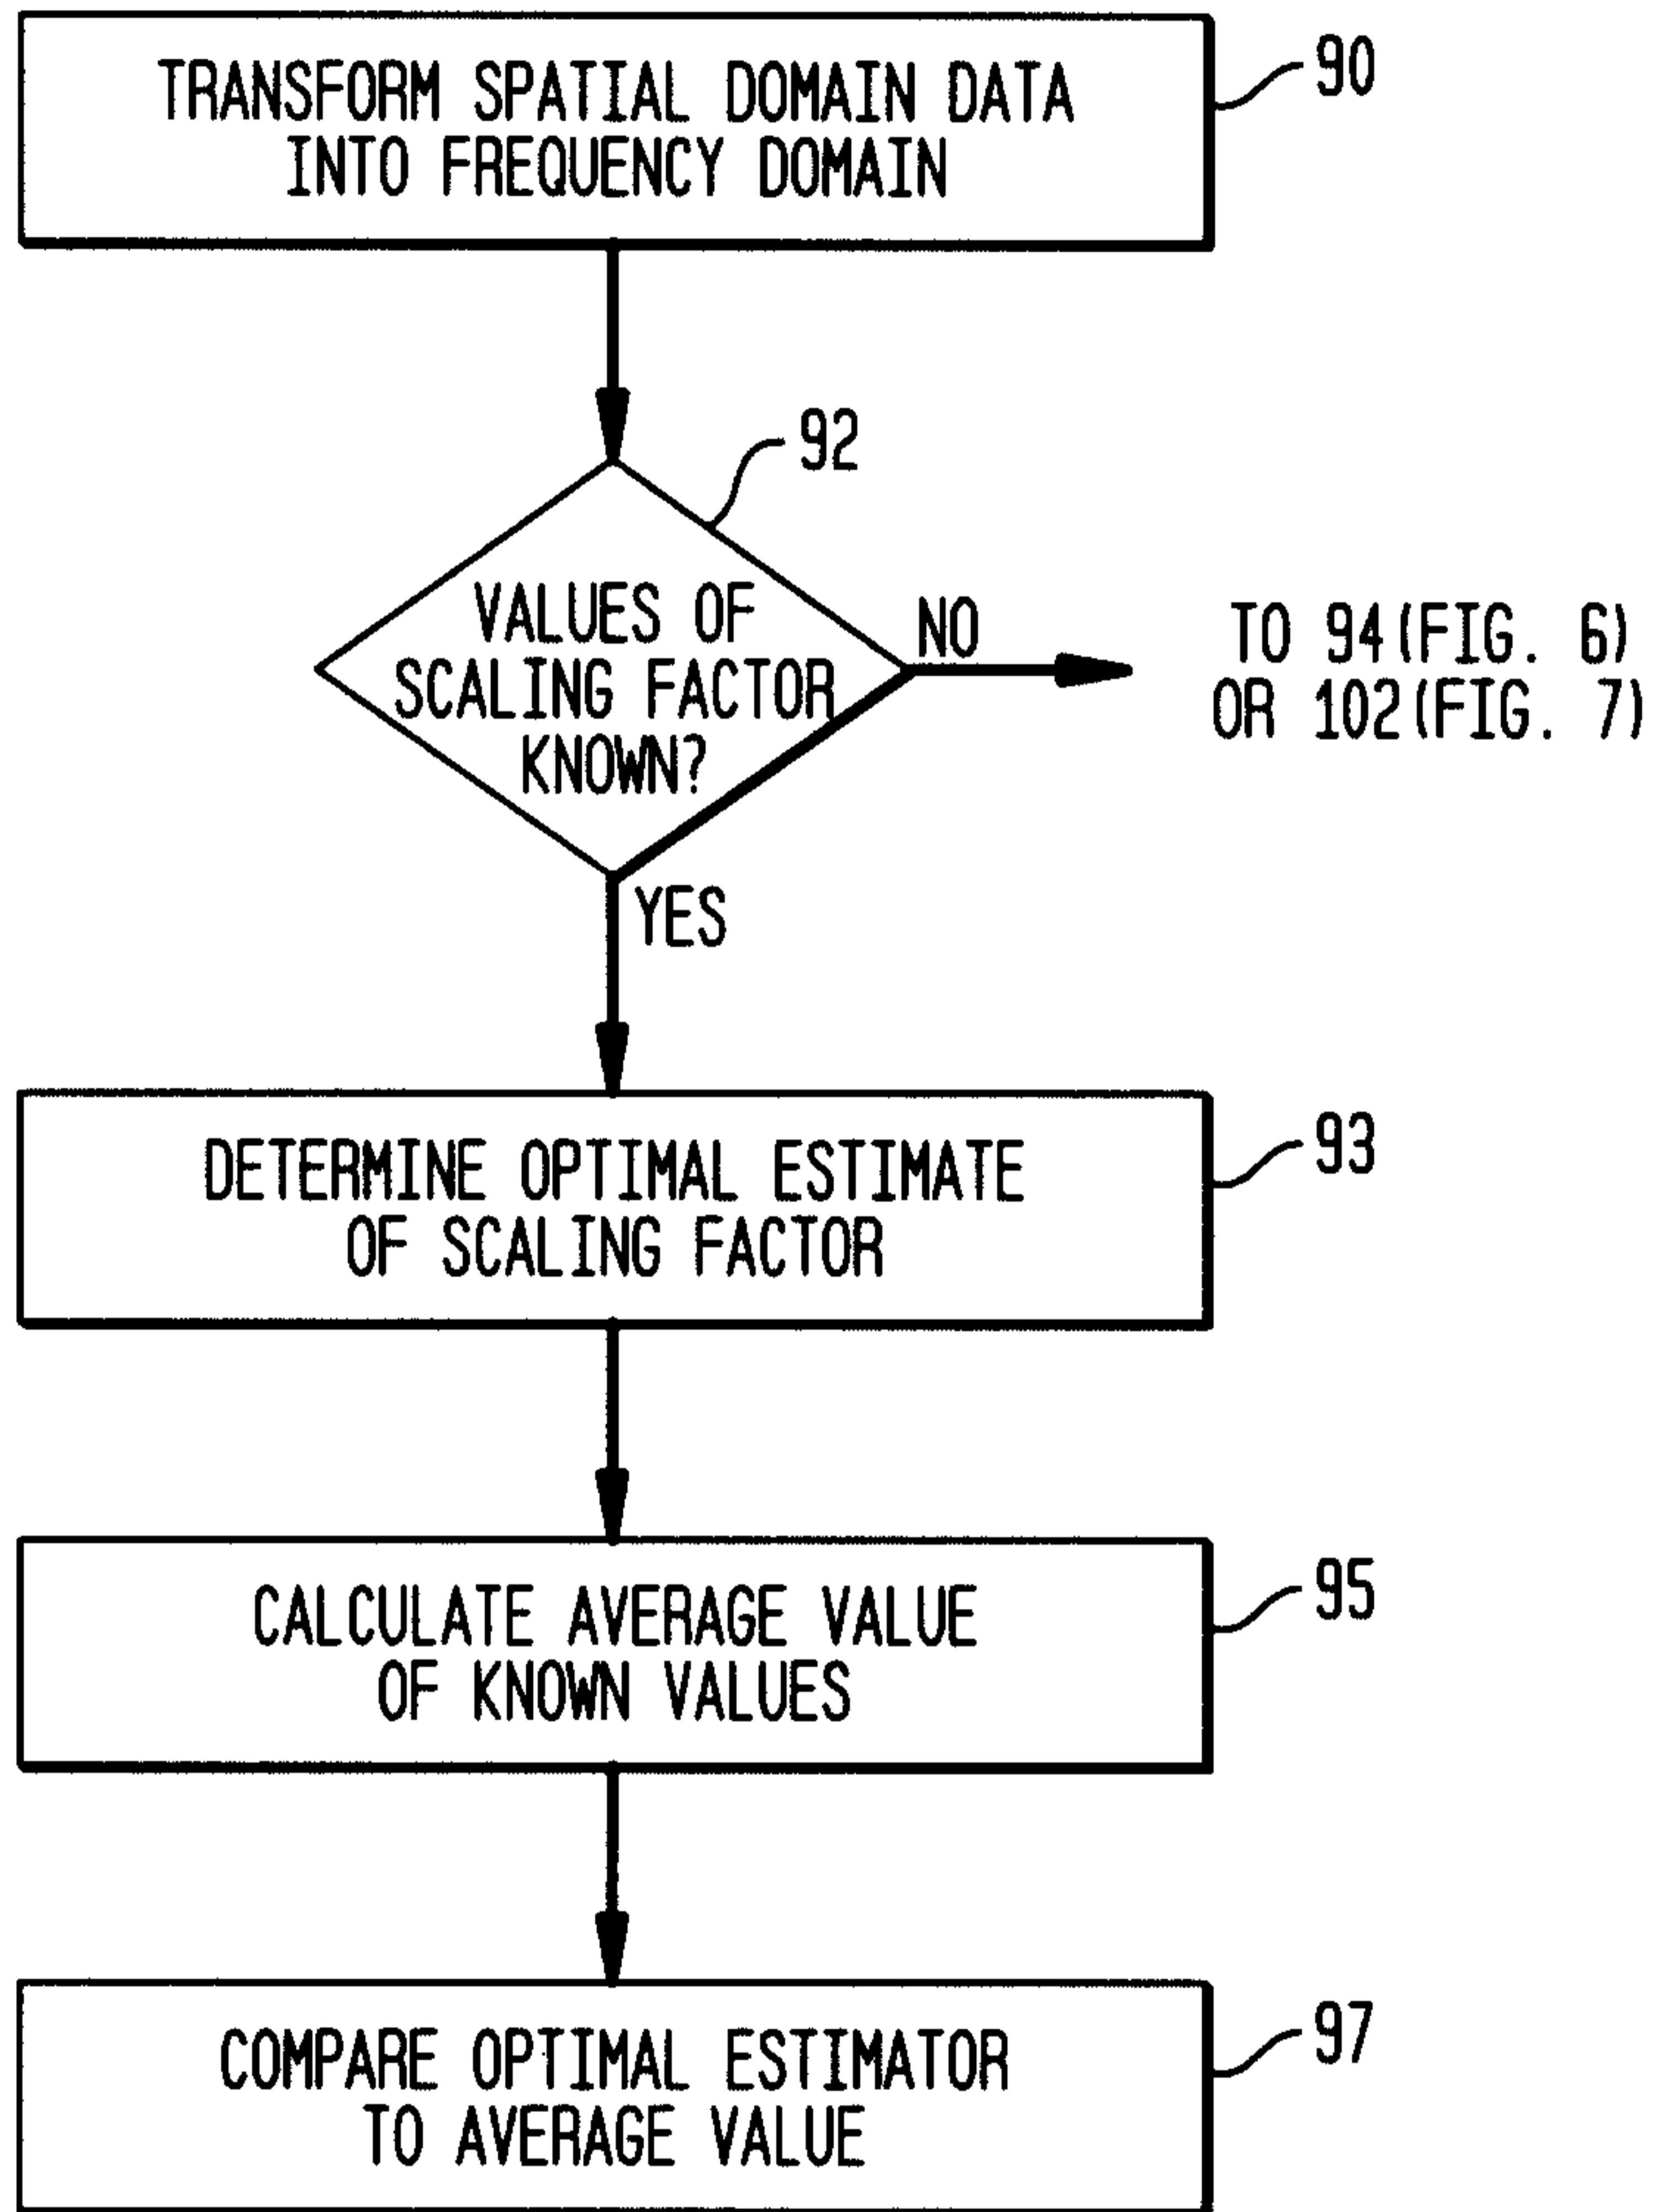 TRANSFORM SPATIAL DOMAIN DATA
INTO FREQUENCY DOMAIN
90
92
VALUES OF
SCALING FACTOR
KNOWN?
NO
TO 94(FIG. 6)
OR 102(FIG. 7)
YES
DETERMINE OPTIMAL ESTIMATE
OF SCALING FACTOR
93
CALCULATE AVERAGE VALUE
OF KNOWN VALUES
95
COMPARE OPTIMAL ESTIMATOR
TO AVERAGE VALUE
97